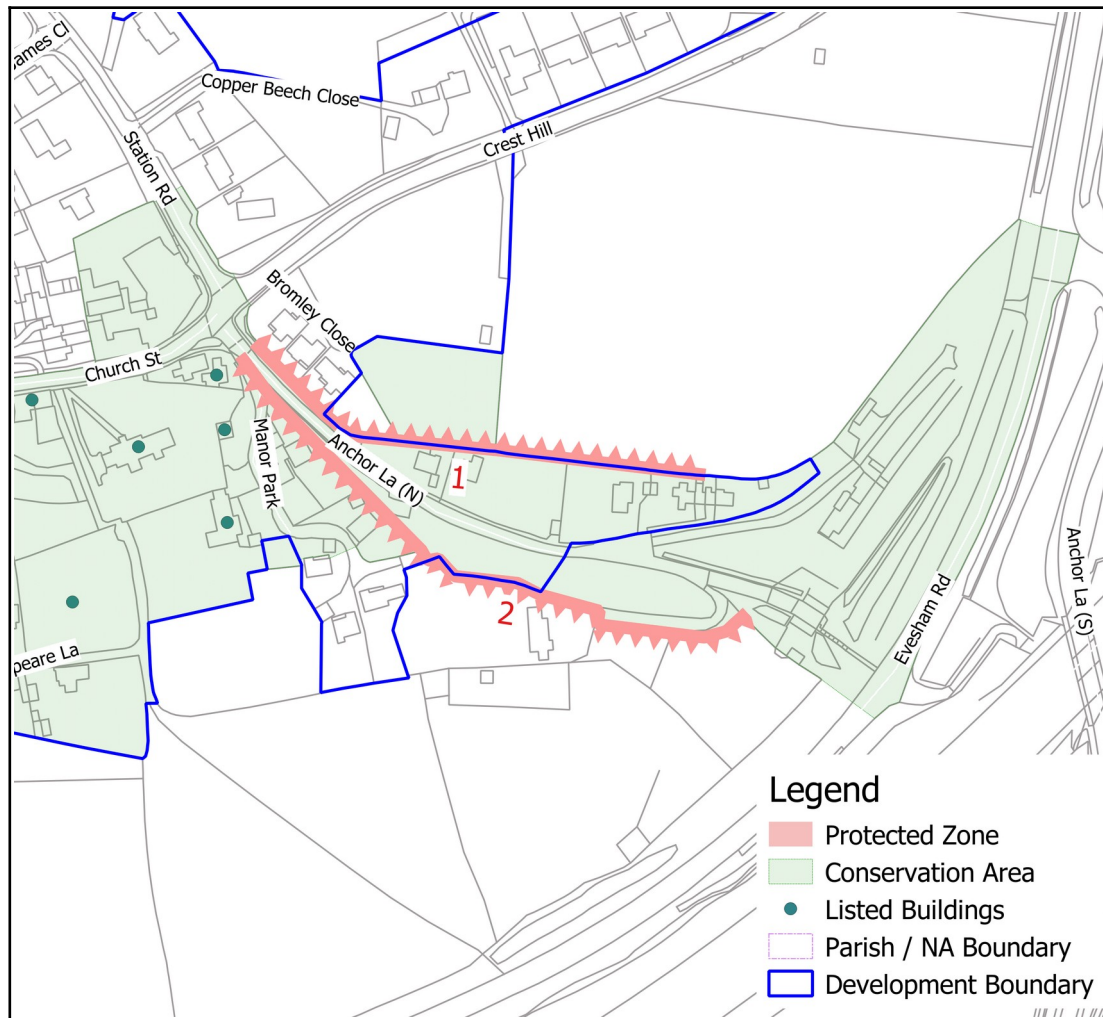 James Cl
Copper Beech Close
Station Rd
Crest Hill
Bromley Close
Church St
Manor Park
Anchor La (N)
1
2
Evesham Rd
Anchor La (S)
peare La
Legend
Protected Zone
Conservation Area
Listed Buildings
Parish / NA Boundary
Development Boundary